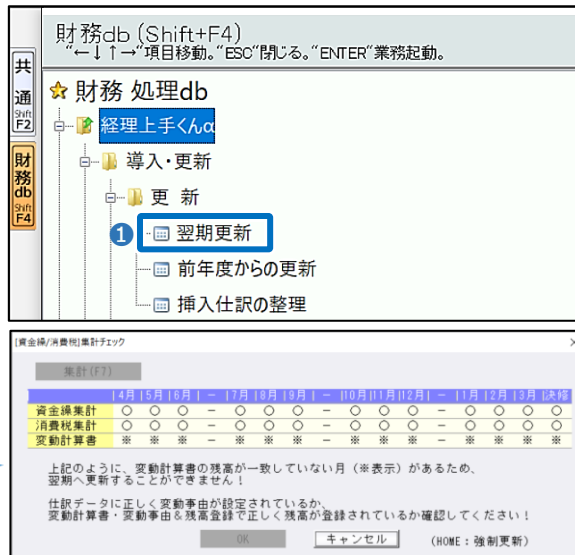 財務db (Shift+F4)
“←↓↑→”項目移動。“ESC”閉じる。“ENTER”業務起動。
共通
Shift
F2
財務db
Shift
F4
財務 処理db
経理上手くんα
導入・更新
更 新
1 翌期更新
前年度からの更新
挿入仕訳の整理
[資金繰/消費税]集計チェック
×
集計(F7)
|4月|5月|6月| － |7月|8月|9月| － |10月|11月|12月| － |1月|2月|3月|決修
資金繰集計 ○ ○ ○ － ○ ○ ○ － ○ ○ ○ － ○ ○ ○ ○
消費税集計 ○ ○ ○ － ○ ○ ○ － ○ ○ ○ － ○ ○ ○ ○
変動計算書 ※ ※ ※ － ※ ※ ※ － ※ ※ ※ － ※ ※ ※ ※
上記のように、変動計算書の残高が一致していない月（※表示）があるため、
翌期へ更新することができません！
仕訳データに正しく変動事由が設定されているか、
変動計算書・変動事由＆残高登録で正しく残高が登録されているか確認してください！
OK
キャンセル
(HOME：強制更新)